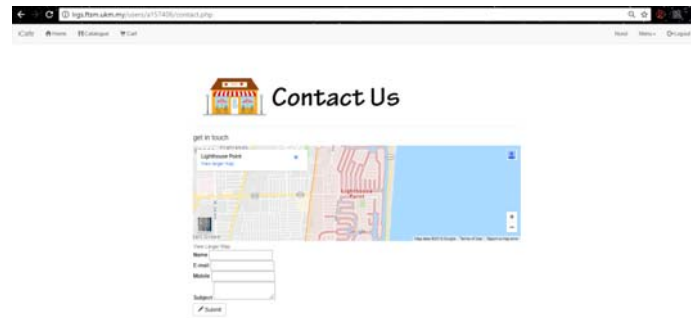 lrgs.ftsm.ukm.my/users/a157406/contact.php
iCafe Home Catalogue Cart Menu Logout
Contact Us
get in touch
Lighthouse Point
View larger map
Lighthouse
Point
View Larger Map
Name
E-mail
Mobile
Subject
Submit